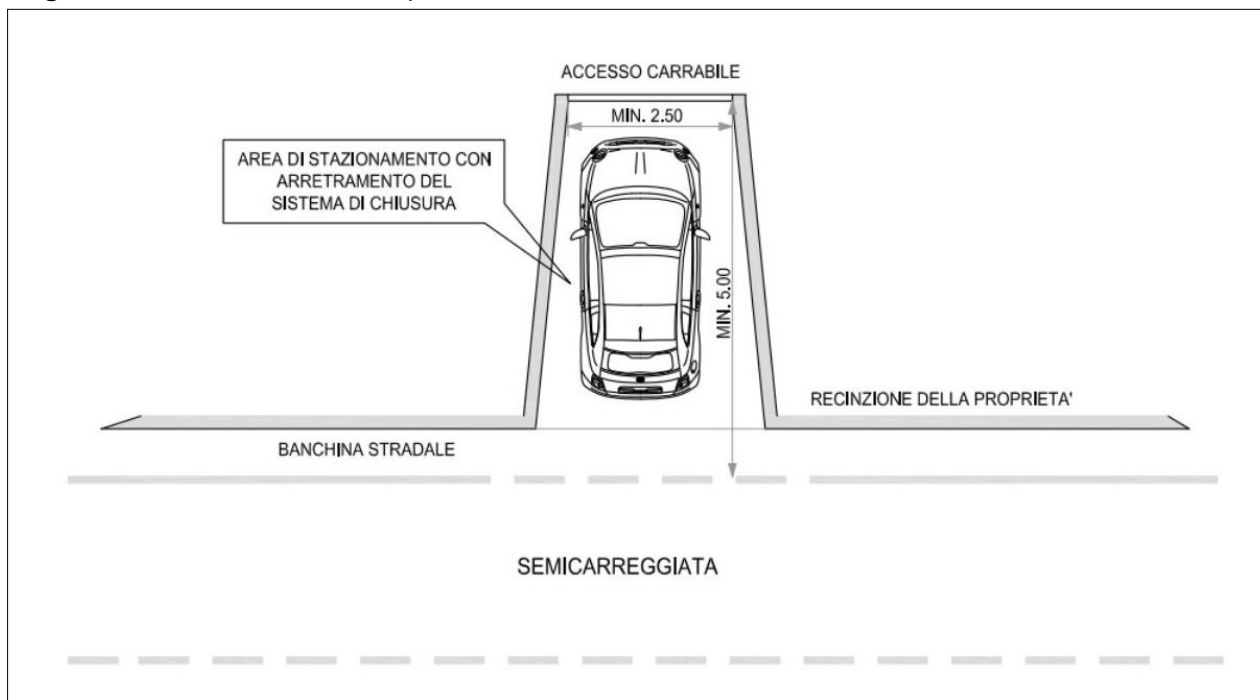 ACCESSO CARRABILE
MIN. 2.50
AREA DI STAZIONAMENTO CON
ARRETRAMENTO DEL
SISTEMA DI CHIUSURA
MIN. 5.00
RECINZIONE DELLA PROPRIETA'
BANCHINA STRADALE
SEMICARREGGIATA